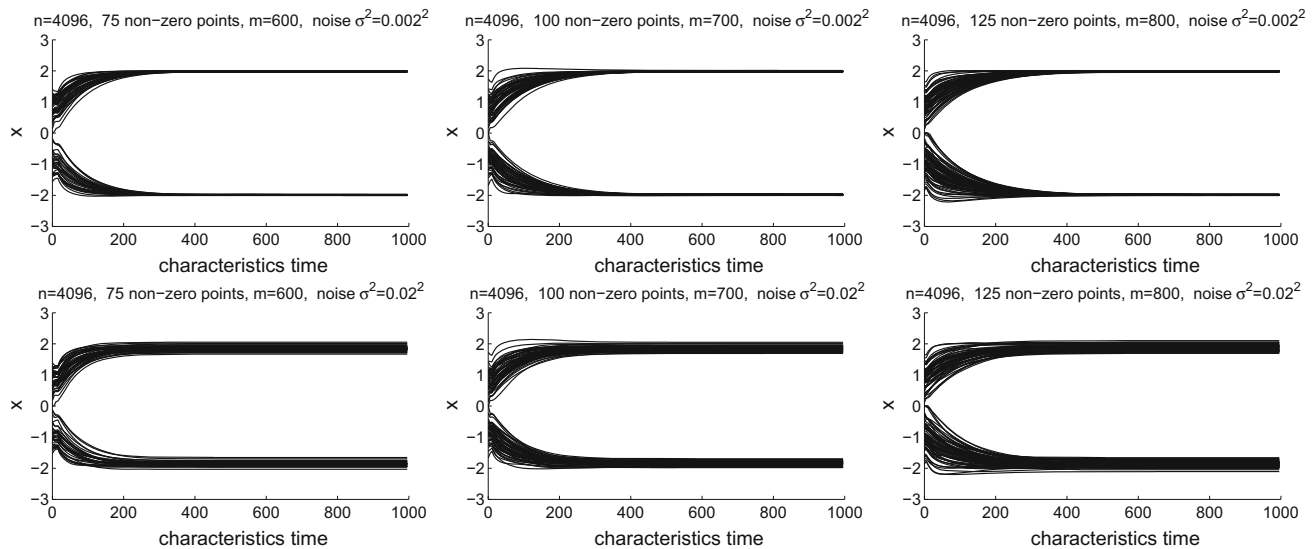 n=4096, 75 non−zero points, m=600, noise σ²=0.002²
3
2
1
0
−1
−2
−3
x
0 200 400 600 800 1000
characteristics time
n=4096, 100 non−zero points, m=700, noise σ²=0.002²
3
2
1
0
−1
−2
−3
x
0 200 400 600 800 1000
characteristics time
n=4096, 125 non−zero points, m=800, noise σ²=0.002²
3
2
1
0
−1
−2
−3
x
0 200 400 600 800 1000
characteristics time
n=4096, 75 non−zero points, m=600, noise σ²=0.02²
3
2
1
0
−1
−2
−3
x
0 200 400 600 800 1000
characteristics time
n=4096, 100 non−zero points, m=700, noise σ²=0.02²
3
2
1
0
−1
−2
−3
x
0 200 400 600 800 1000
characteristics time
n=4096, 125 non−zero points, m=800, noise σ²=0.02²
3
2
1
0
−1
−2
−3
x
0 200 400 600 800 1000
characteristics time